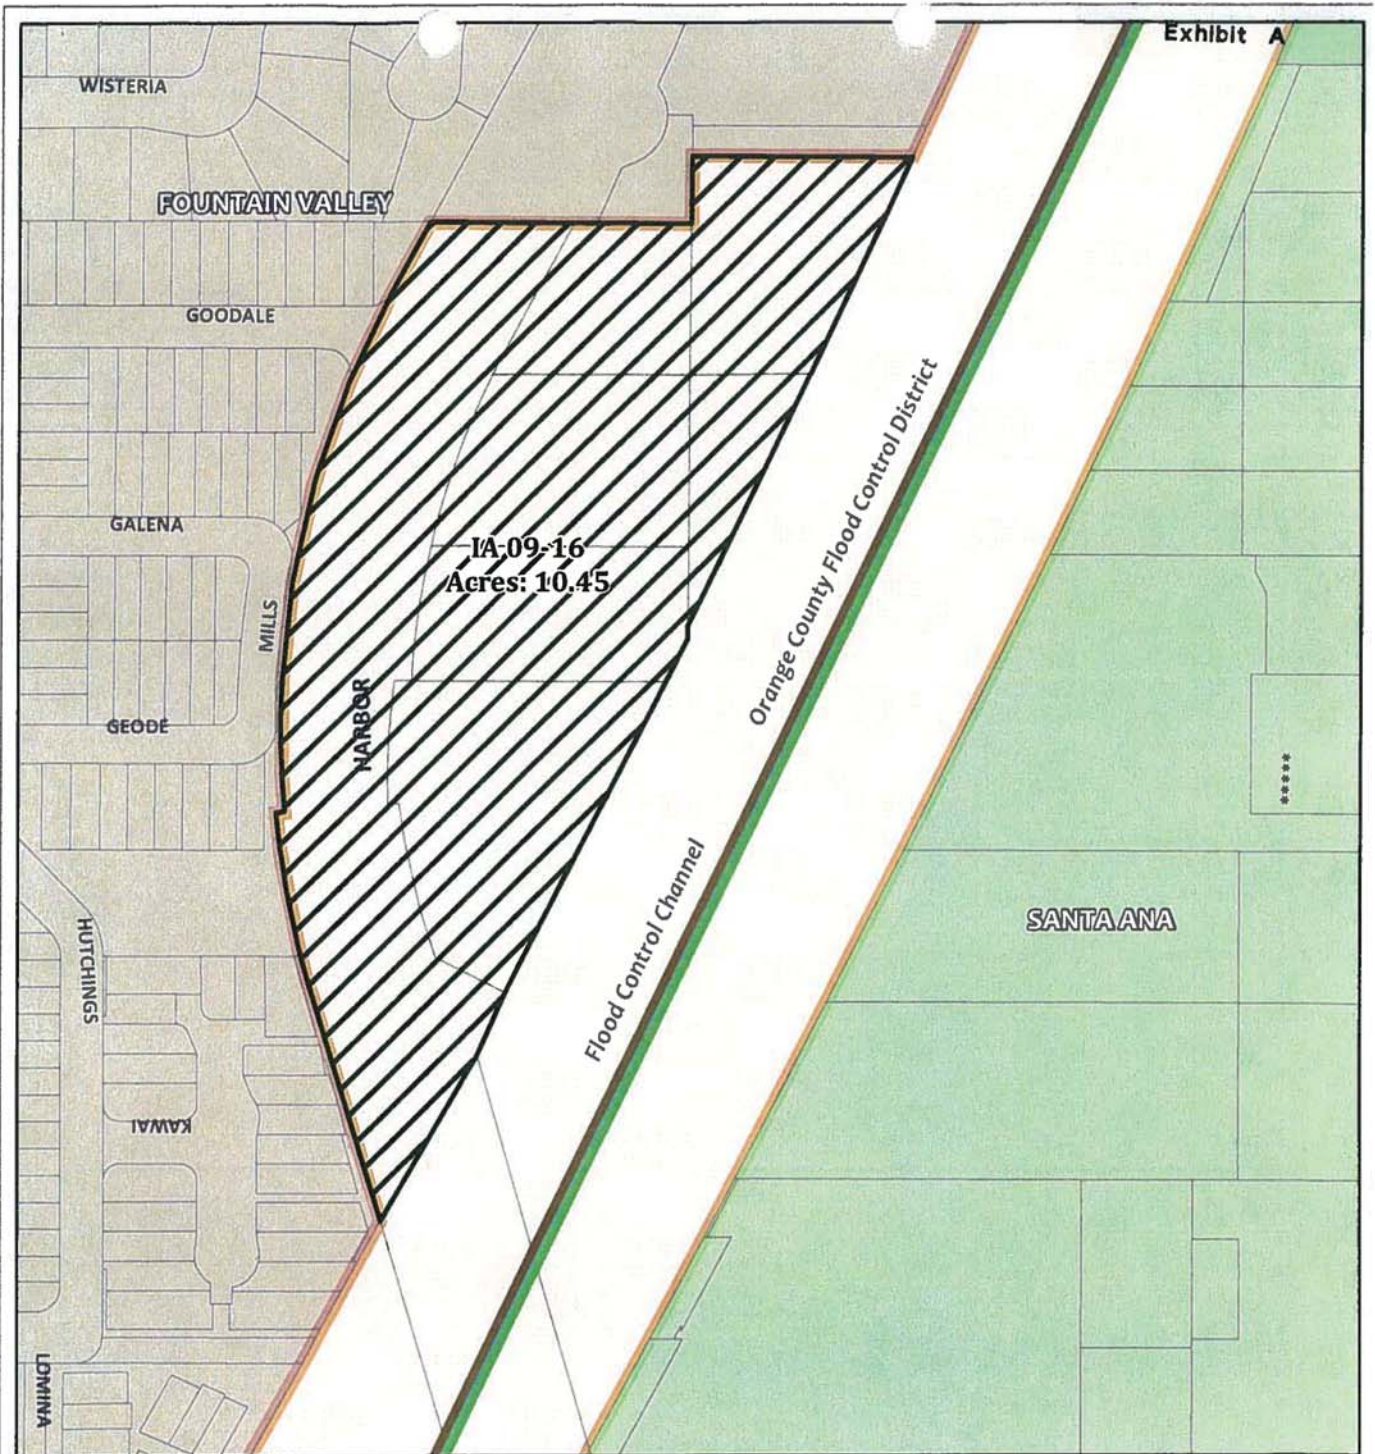 Exhibit A
WISTERIA
FOUNTAIN VALLEY
GOODALE
Orange County Flood Control District
GALENA
IA 09-16
Acres: 10.45
MILLS
HARBOR
GEODE
*****
Flood Control Channel
SANTA ANA
HUTCHINGS
KAWAI
LOMINA